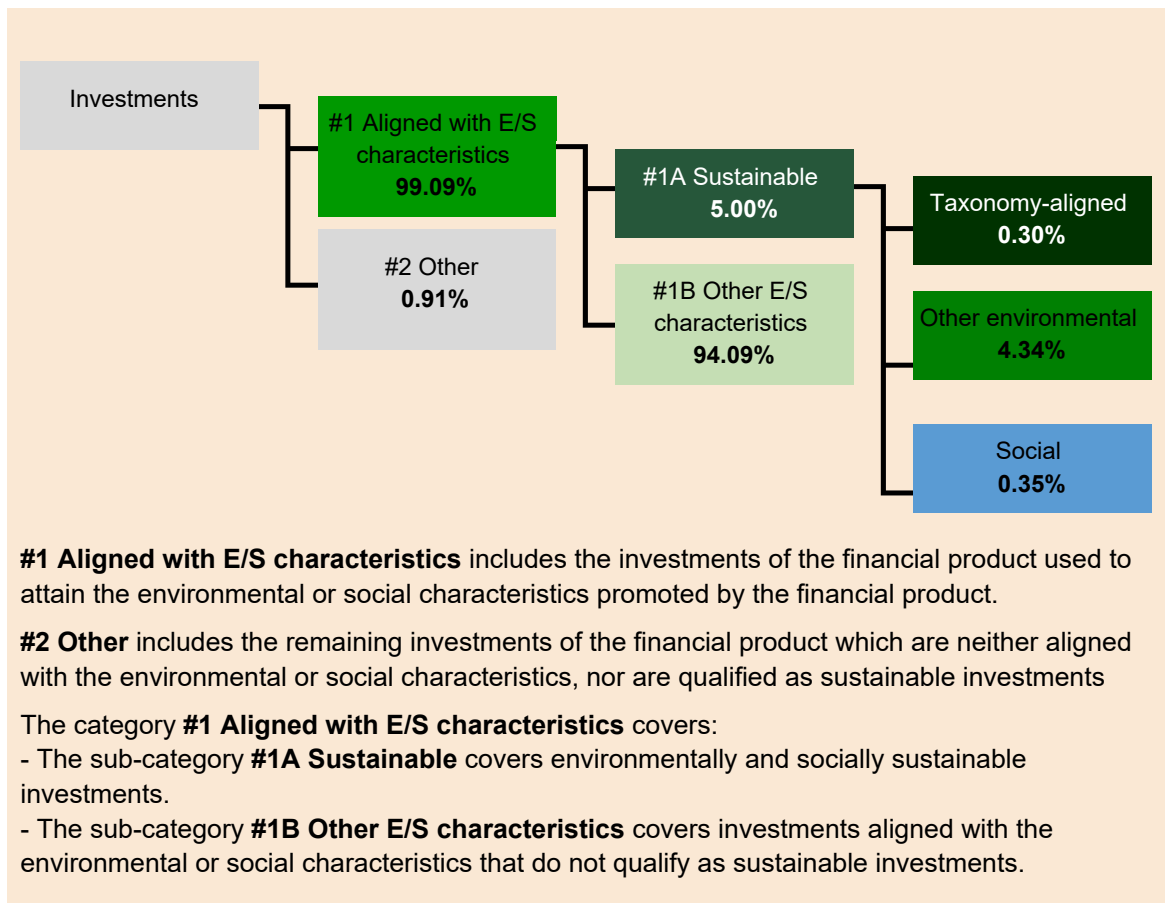 Investments
#1 Aligned with E/S
characteristics
99.09%
#2 Other
0.91%
#1A Sustainable
5.00%
#1B Other E/S
characteristics
94.09%
Taxonomy-aligned
0.30%
Other environmental
4.34%
Social
0.35%
#1 Aligned with E/S characteristics includes the investments of the financial product used to
attain the environmental or social characteristics promoted by the financial product.
#2 Other includes the remaining investments of the financial product which are neither aligned
with the environmental or social characteristics, nor are qualified as sustainable investments
The category #1 Aligned with E/S characteristics covers:
- The sub-category #1A Sustainable covers environmentally and socially sustainable
investments.
- The sub-category #1B Other E/S characteristics covers investments aligned with the
environmental or social characteristics that do not qualify as sustainable investments.